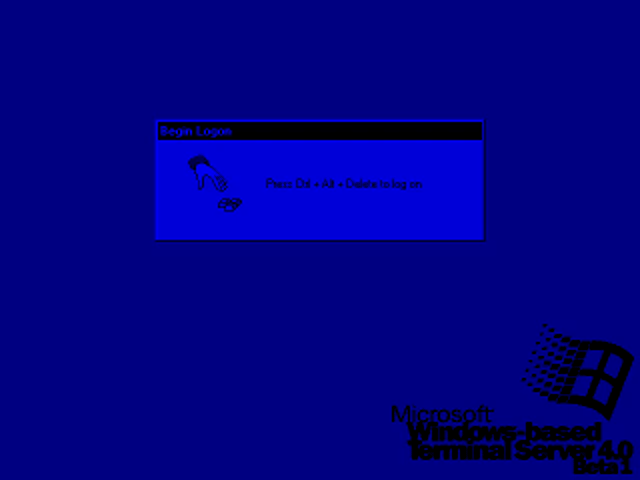 Begin Logon
Press Ctrl + Alt + Delete to log on
Microsoft
Windows-based
Terminal Server 4.0
Beta 1